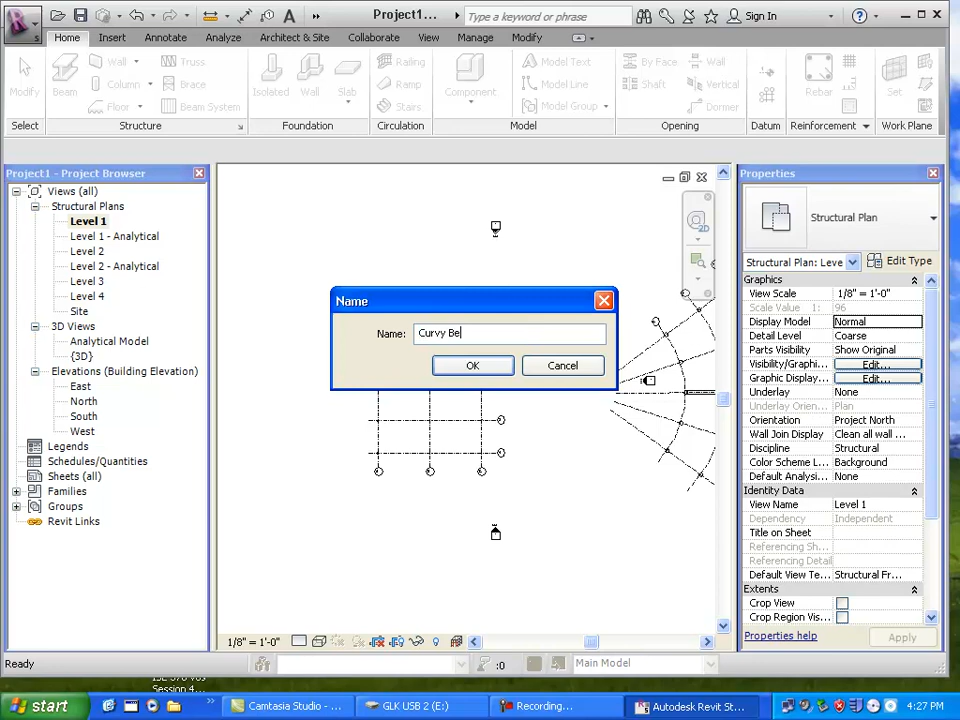 Project1...
Type a keyword or phrase
Sign In
Home Insert Annotate Analyze Architect & Site Collaborate View Manage Modify
Modify
Beam
Wall
Column
Floor
Truss
Brace
Beam System
Isolated
Wall
Slab
Railing
Ramp
Stairs
Component
Model Text
Model Line
Model Group
By Face
Shaft
Wall
Vertical
Dormer
Rebar
Set
Select Structure Foundation Circulation Model Opening Datum Reinforcement Work Plane
Project1 - Project Browser
Views (all)
Structural Plans
Level 1
Level 1 - Analytical
Level 2
Level 2 - Analytical
Level 3
Level 4
Site
3D Views
Analytical Model
{3D}
Elevations (Building Elevation)
East
North
South
West
Legends
Schedules/Quantities
Sheets (all)
Families
Groups
Revit Links
2D
Name
Name: Curvy Be
OK Cancel
Properties
Structural Plan
Structural Plan: Leve Edit Type
Graphics
View Scale 1/8" = 1'-0"
Scale Value 1: 96
Display Model Normal
Detail Level Coarse
Parts Visibility Show Original
Visibility/Graphi... Edit...
Graphic Display... Edit...
Underlay None
Underlay Orien... Plan
Orientation Project North
Wall Join Display Clean all wall ...
Discipline Structural
Color Scheme L... Background
Default Analysi... None
Identity Data
View Name Level 1
Dependency Independent
Title on Sheet
Referencing Sh...
Referencing Detail
Default View Te... Structural Fr...
Extents
Crop View
Crop Region Vis...
Properties help Apply
1/8" = 1'-0"
Ready
:0
Main Model
Session 4
start
Camtasia Studio - ...
GLK USB 2 (E:)
Recording...
Autodesk Revit St...
4:27 PM